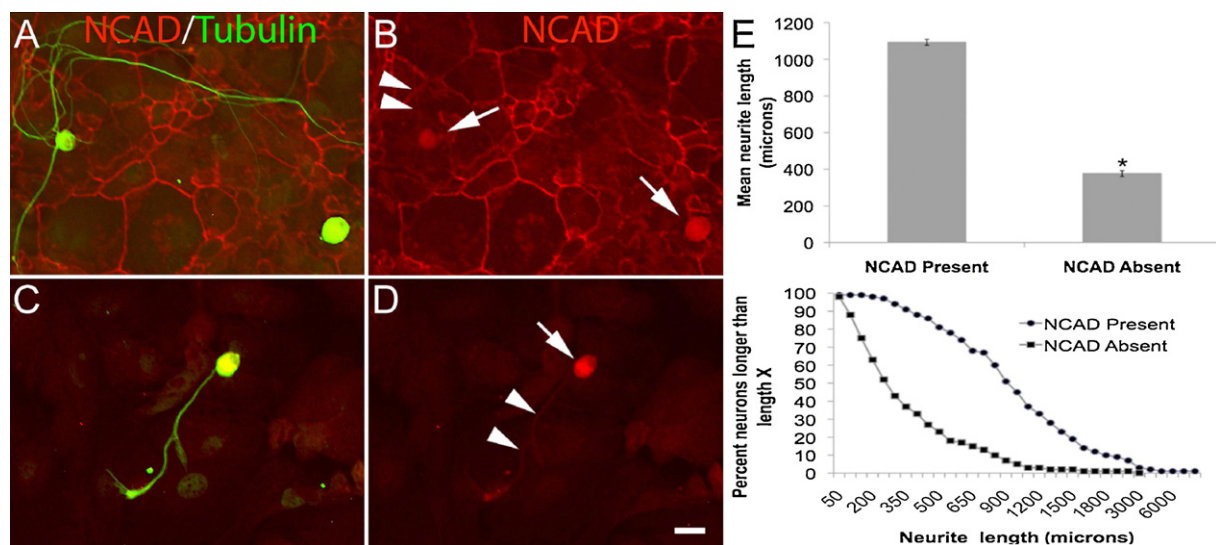 A
NCAD/Tubulin
B
NCAD
C
D
E
1200
1000
800
600
400
200
0
Mean neurite length
(microns)
*
NCAD Present
NCAD Absent
100
90
80
70
60
50
40
30
20
10
0
Percent neurons longer than
length X
NCAD Present
NCAD Absent
50
200
350
500
650
900
1200
1500
1800
3000
6000
Neurite length (microns)